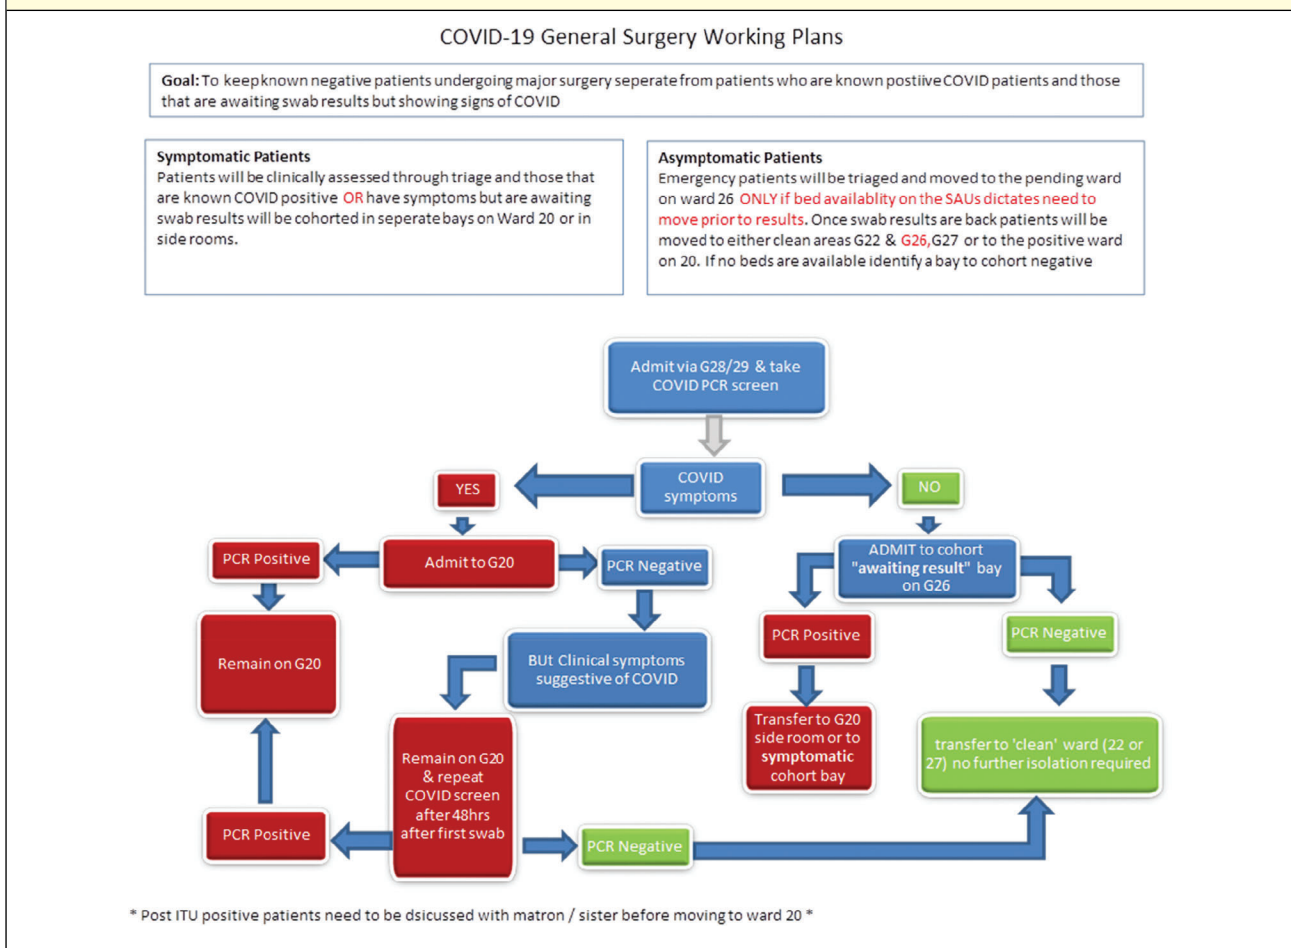 COVID-19 General Surgery Working Plans
Goal: To keep known negative patients undergoing major surgery seperate from patients who are known postiive COVID patients and those
that are awaiting swab results but showing signs of COVID
Symptomatic Patients
Patients will be clinically assessed through triage and those that
are known COVID positive OR have symptoms but are awaiting
swab results will be cohorted in seperate bays on Ward 20 or in
side rooms.
Asymptomatic Patients
Emergency patients will be triaged and moved to the pending ward
on ward 26 ONLY if bed availablity on the SAUs dictates need to
move prior to results. Once swab results are back patients will be
moved to either clean areas G22 & G26,G27 or to the positive ward
on 20. If no beds are available identify a bay to cohort negative
Admit via G28/29 & take
COVID PCR screen
COVID
symptoms
YES
NO
PCR Positive
Admit to G20
PCR Negative
ADMIT to cohort
"awaiting result" bay
on G26
Remain on G20
BUt Clinical symptoms
suggestive of COVID
PCR Positive
PCR Negative
Transfer to G20
side room or to
symptomatic
cohort bay
transfer to 'clean' ward (22 or
27) no further isolation required
Remain on G20
& repeat
COVID screen
after 48hrs
after first swab
PCR Positive
PCR Negative
* Post ITU positive patients need to be dsicussed with matron / sister before moving to ward 20 *